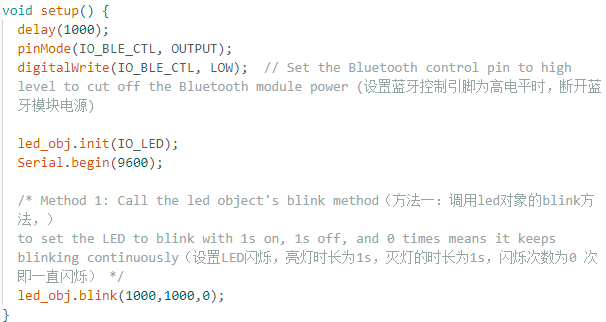 void setup() {
delay(1000);
pinMode(IO_BLE_CTL, OUTPUT);
digitalWrite(IO_BLE_CTL, LOW);  // Set the Bluetooth control pin to high
level to cut off the Bluetooth module power (设置蓝牙控制引脚为高电平时，断开蓝
牙模块电源)
led_obj.init(IO_LED);
Serial.begin(9600);
/* Method 1: Call the led object's blink method（方法一：调用led对象的blink方
法，）
to set the LED to blink with 1s on, 1s off, and 0 times means it keeps
blinking continuously（设置LED闪烁，亮灯时长为1s，灭灯的时长为1s，闪烁次数为0 次
即一直闪烁） */
led_obj.blink(1000,1000,0);
}